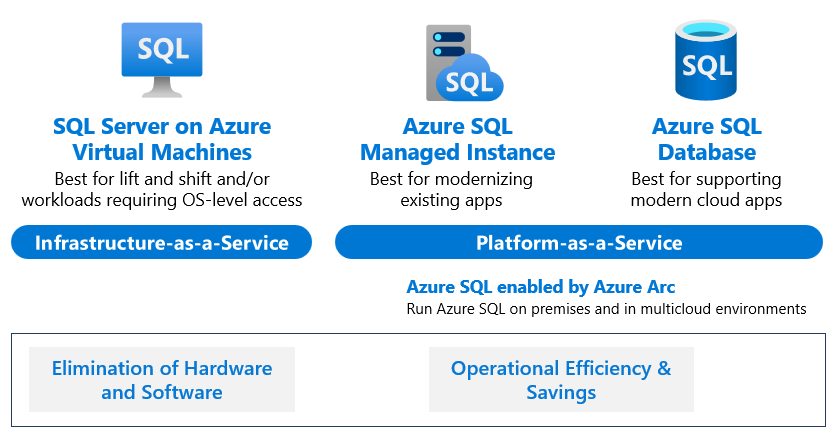 SQL
SQL
SQL
SQL Server on Azure
Virtual Machines
Best for lift and shift and/or
workloads requiring OS-level access
Azure SQL
Managed Instance
Best for modernizing
existing apps
Azure SQL
Database
Best for supporting
modern cloud apps
Infrastructure-as-a-Service
Platform-as-a-Service
Azure SQL enabled by Azure Arc
Run Azure SQL on premises and in multicloud environments
Elimination of Hardware
and Software
Operational Efficiency &
Savings